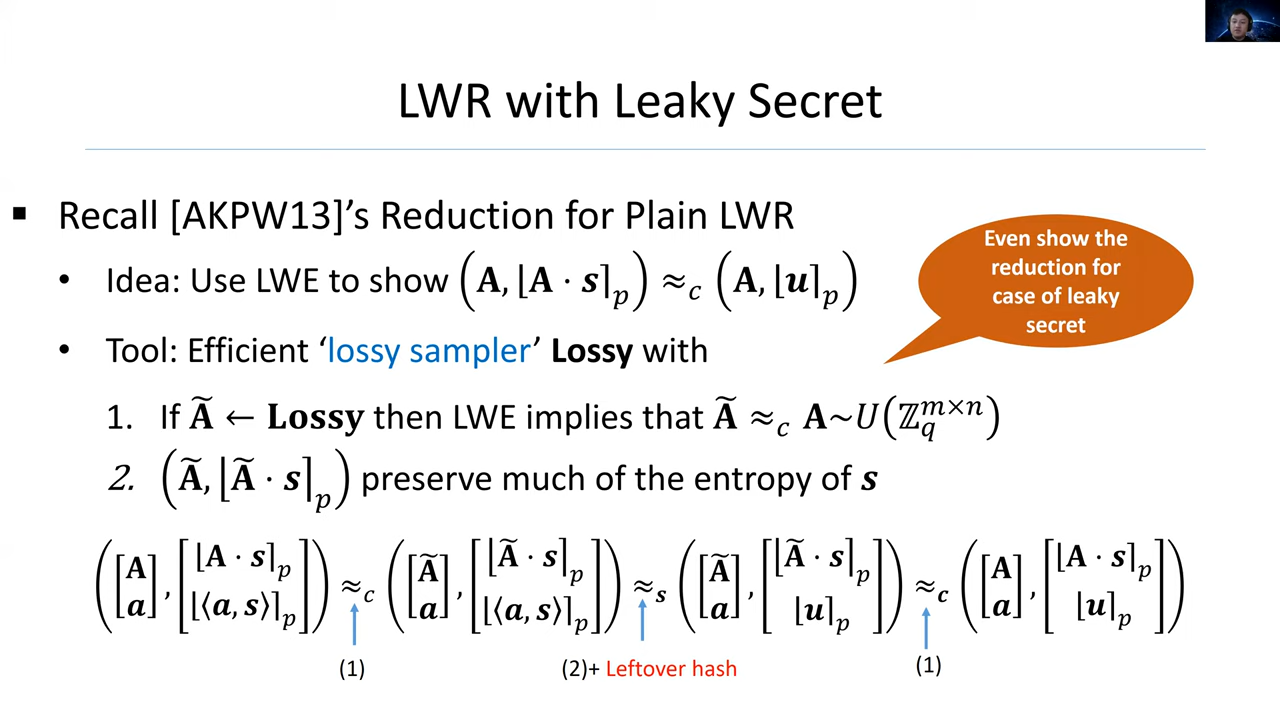 LWR with Leaky Secret
▪ Recall [AKPW13]'s Reduction for Plain LWR
• Idea: Use LWE to show (𝐀, ⌊𝐀 · 𝒔⌉_p) ≈_c (𝐀, ⌊𝒖⌉_p)
Even show the
reduction for
case of leaky
secret
• Tool: Efficient 'lossy sampler' Lossy with
1. If Ã ← Lossy then LWE implies that Ã ≈_c A~U(ℤ_q^{m×n})
2. (Ã, ⌊Ã · s⌉_p) preserve much of the entropy of s
([A; a], [⌊A · s⌉_p; ⌊⟨a, s⟩⌉_p]) ≈_c ([Ã; a], [⌊Ã · s⌉_p; ⌊⟨a, s⟩⌉_p]) ≈_s ([Ã; a], [⌊Ã · s⌉_p; ⌊u⌉_p]) ≈_c ([A; a], [⌊A · s⌉_p; ⌊u⌉_p])
(1) (2)+ Leftover hash (1)